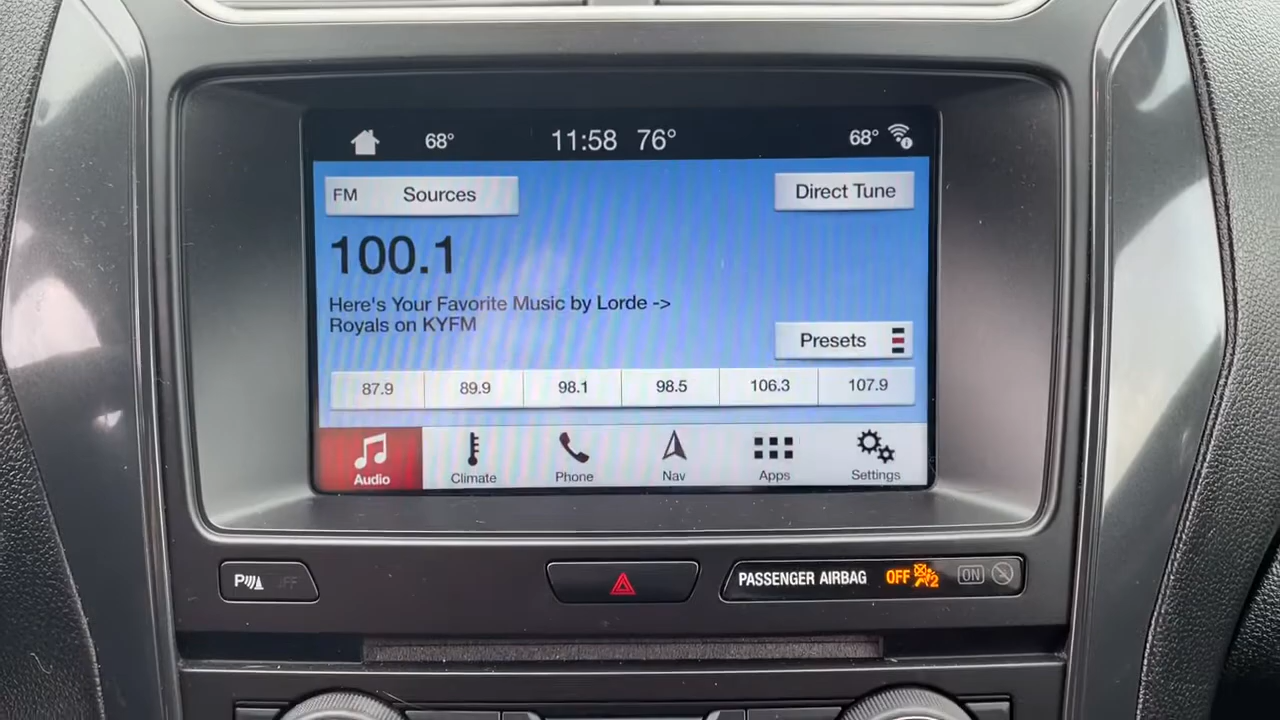 68° 11:58 76° 68°
FM Sources Direct Tune
100.1
Here's Your Favorite Music by Lorde ->
Royals on KYFM
Presets
87.9 89.9 98.1 98.5 106.3 107.9
Audio Climate Phone Nav Apps Settings
P OFF PASSENGER AIRBAG OFF 2 ON